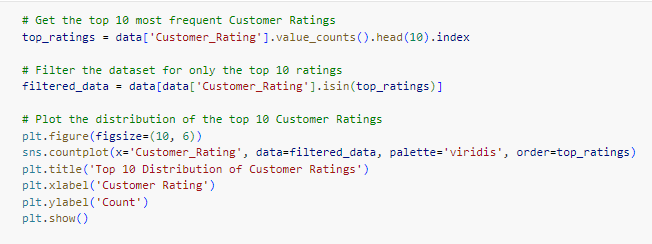 # Get the top 10 most frequent Customer Ratings
top_ratings = data['Customer_Rating'].value_counts().head(10).index
# Filter the dataset for only the top 10 ratings
filtered_data = data[data['Customer_Rating'].isin(top_ratings)]
# Plot the distribution of the top 10 Customer Ratings
plt.figure(figsize=(10, 6))
sns.countplot(x='Customer_Rating', data=filtered_data, palette='viridis', order=top_ratings)
plt.title('Top 10 Distribution of Customer Ratings')
plt.xlabel('Customer Rating')
plt.ylabel('Count')
plt.show()